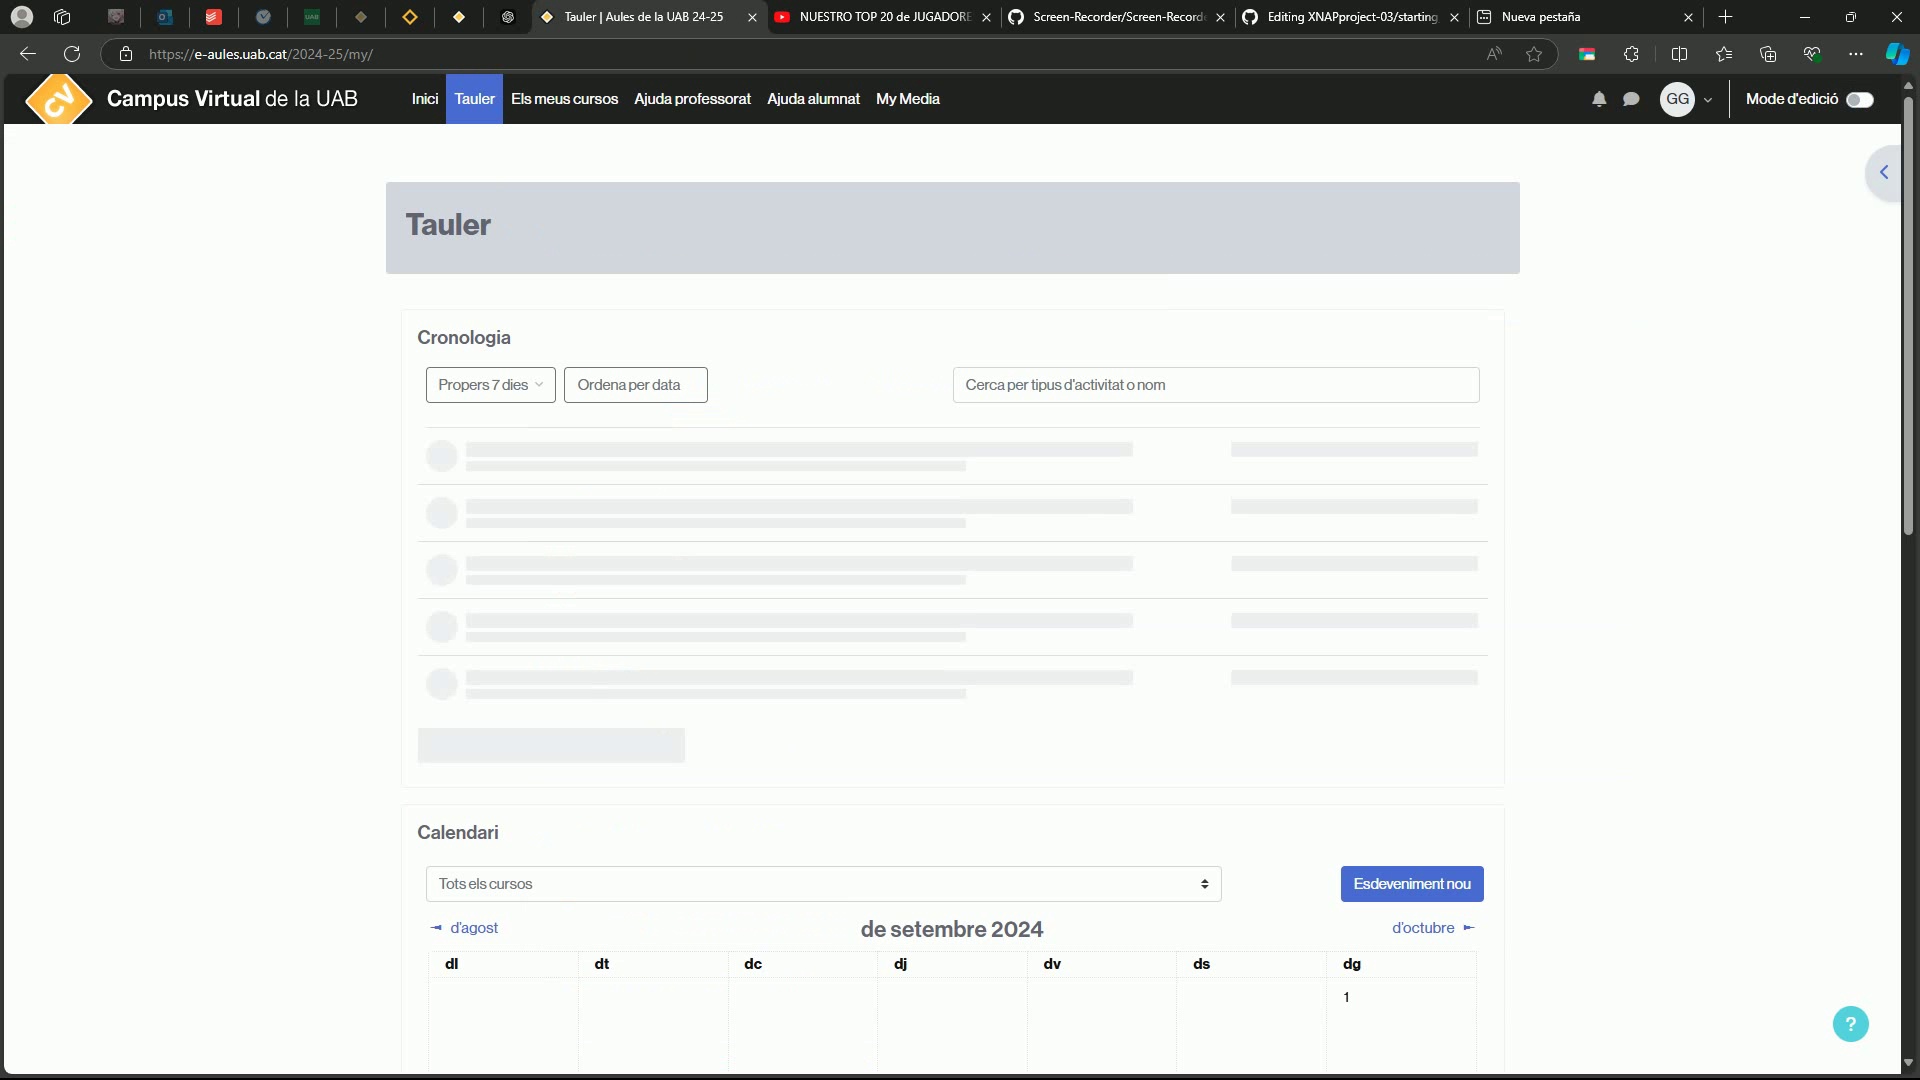 Tauler | Aules de la UAB 24-25
NUESTRO TOP 20 de JUGADORE
Screen-Recorder/Screen-Record
Editing XNAPproject-03/starting
Nueva pestaña
https://e-aules.uab.cat/2024-25/my/
CV
Campus Virtual de la UAB
Inici
Tauler
Els meus cursos
Ajuda professorat
Ajuda alumnat
My Media
GG
Mode d'edició
Tauler
Cronologia
Propers 7 dies
Ordena per data
Cerca per tipus d'activitat o nom
Calendari
Tots els cursos
Esdeveniment nou
◄ d'agost
de setembre 2024
d'octubre ►
dl dt dc dj dv ds dg
1
?